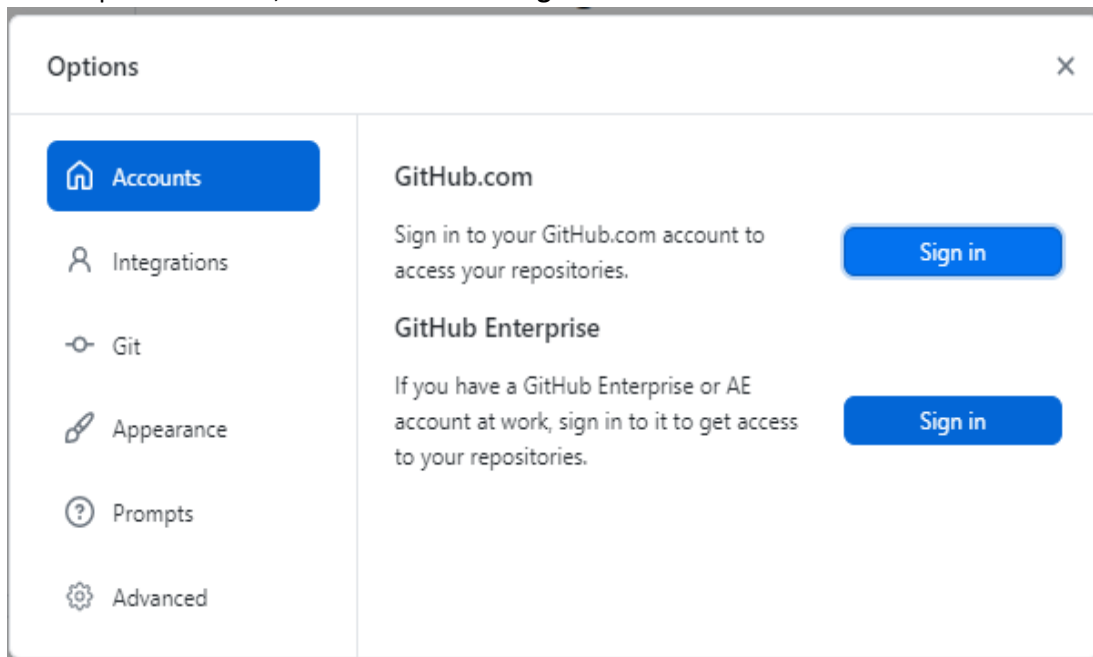 Options
Accounts
Integrations
Git
Appearance
Prompts
Advanced
GitHub.com
Sign in to your GitHub.com account to
access your repositories.
Sign in
GitHub Enterprise
If you have a GitHub Enterprise or AE
account at work, sign in to it to get access
to your repositories.
Sign in